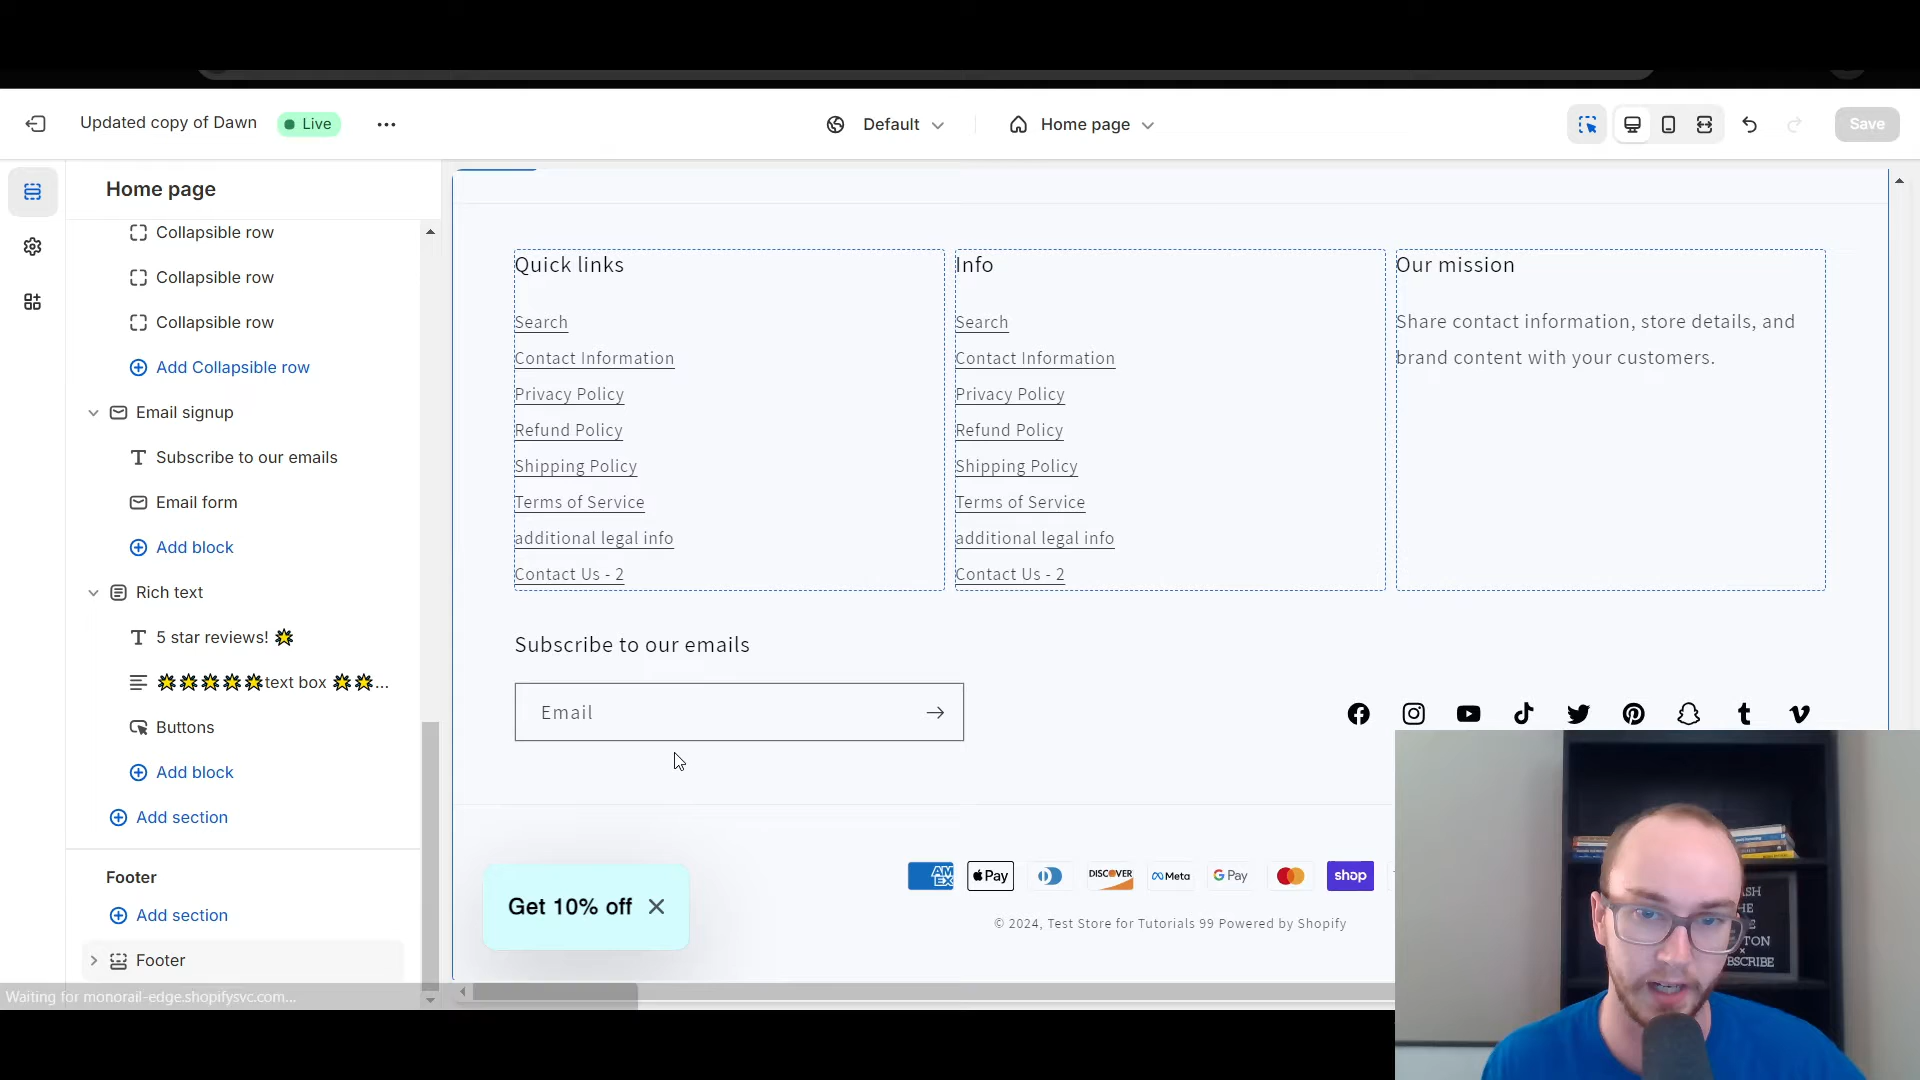 Updated copy of Dawn
Live
Default
Home page
Save
Home page
Collapsible row
Collapsible row
Collapsible row
Add Collapsible row
Email signup
Subscribe to our emails
Email form
Add block
Rich text
5 star reviews! 🌟
🌟🌟🌟🌟🌟text box 🌟🌟...
Buttons
Add block
Add section
Footer
Add section
Footer
Waiting for monorail-edge.shopifysvc.com...
Quick links
Search
Contact Information
Privacy Policy
Refund Policy
Shipping Policy
Terms of Service
additional legal info
Contact Us - 2
Info
Search
Contact Information
Privacy Policy
Refund Policy
Shipping Policy
Terms of Service
additional legal info
Contact Us - 2
Our mission
Share contact information, store details, and
brand content with your customers.
Subscribe to our emails
Email
Get 10% off
AM
EX
Pay
DISCOVER
Meta
G Pay
shop
© 2024, Test Store for Tutorials 99 Powered by Shopify